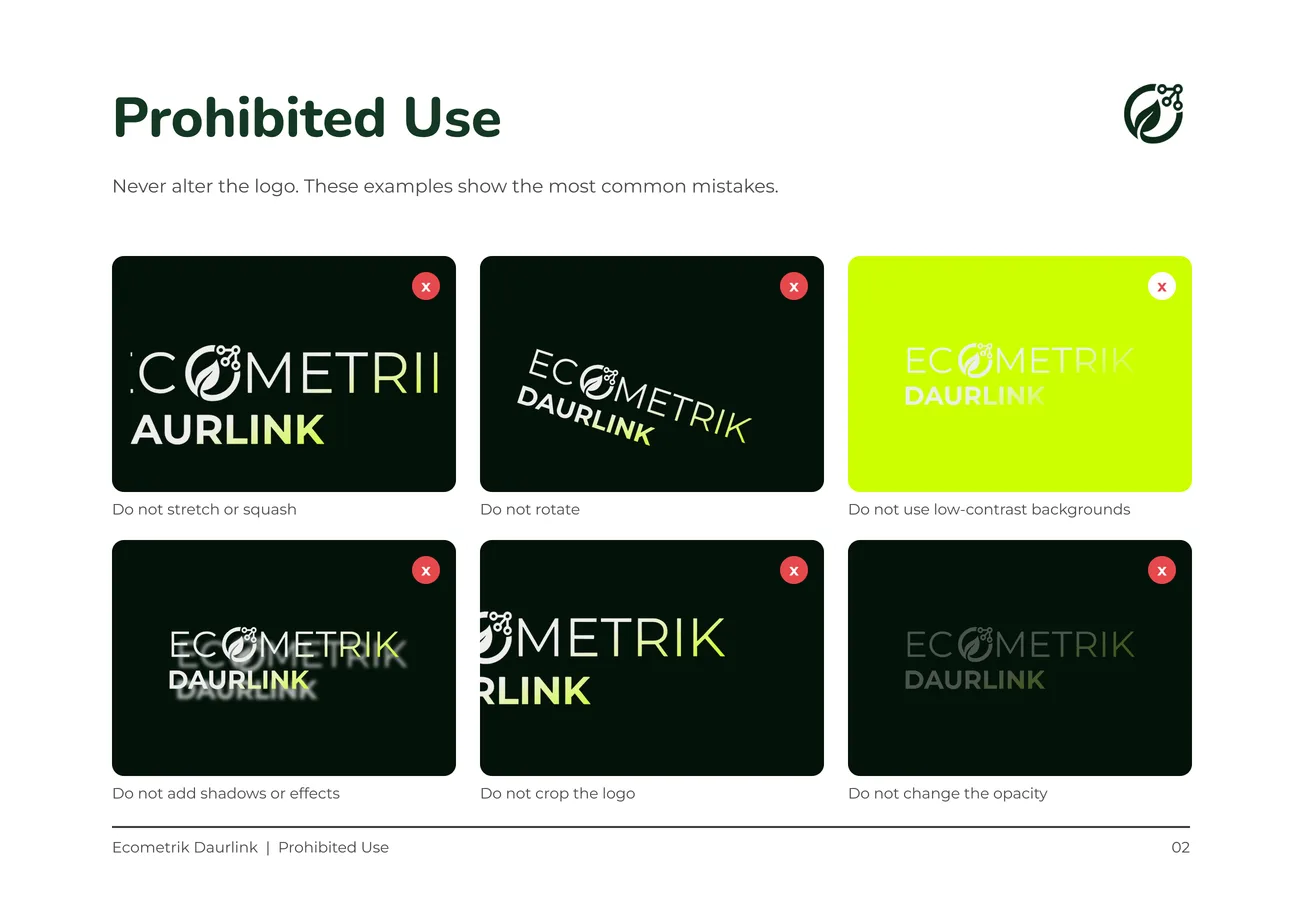 Prohibited Use
Never alter the logo. These examples show the most common mistakes.
x
ECOMETRIK
AURLINK
Do not stretch or squash
x
ECOMETRIK
DAURLINK
Do not rotate
x
ECOMETRIK
DAURLINK
Do not use low-contrast backgrounds
x
ECOMETRIK
DAURLINK
Do not add shadows or effects
x
OMETRIK
RLINK
Do not crop the logo
x
ECOMETRIK
DAURLINK
Do not change the opacity
Ecometrik Daurlink | Prohibited Use
02